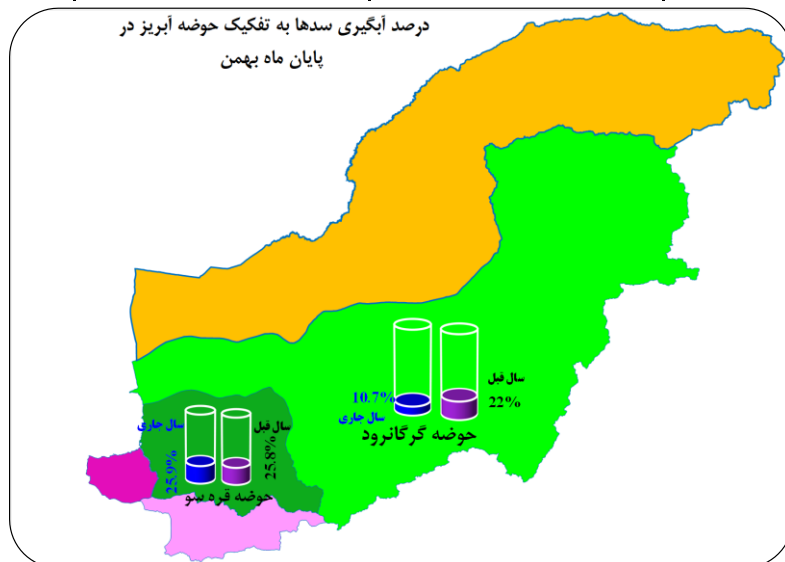 درصد آبگیری سدها به تفکیک حوضه آبریز در
پایان ماه بهمن
سال قبل
22%
10.7%
سال جاری
حوضه گرگانرود
سال قبل
25.8%
سال جاری
25.9%
حوضه قره سو